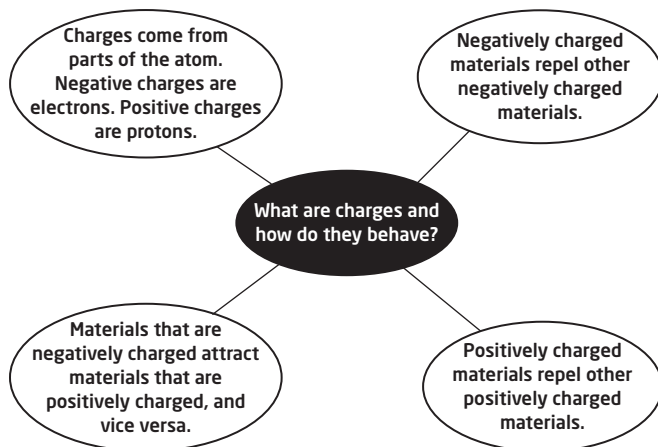 Charges come from
parts of the atom.
Negative charges are
electrons. Positive charges
are protons.
Negatively charged
materials repel other
negatively charged
materials.
What are charges and
how do they behave?
Materials that are
negatively charged attract
materials that are
positively charged, and
vice versa.
Positively charged
materials repel other
positively charged
materials.